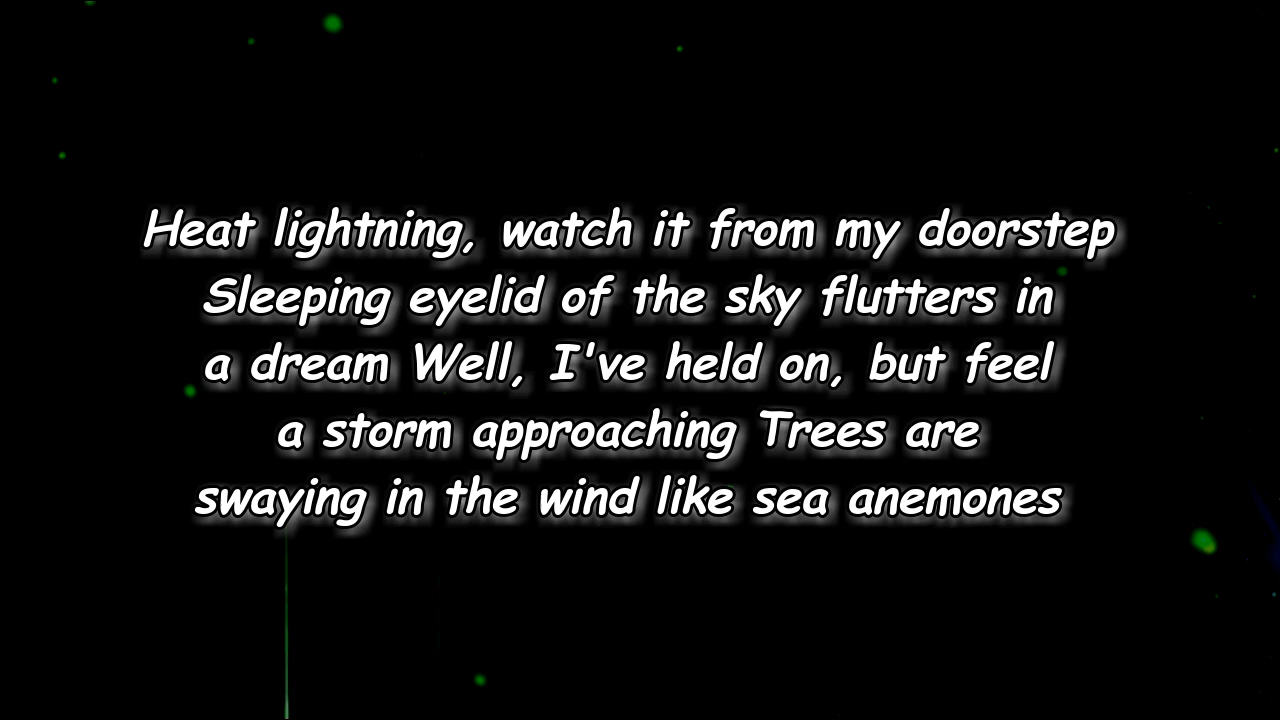 Heat lightning, watch it from my doorstep
Sleeping eyelid of the sky flutters in
a dream Well, I've held on, but feel
a storm approaching Trees are
swaying in the wind like sea anemones